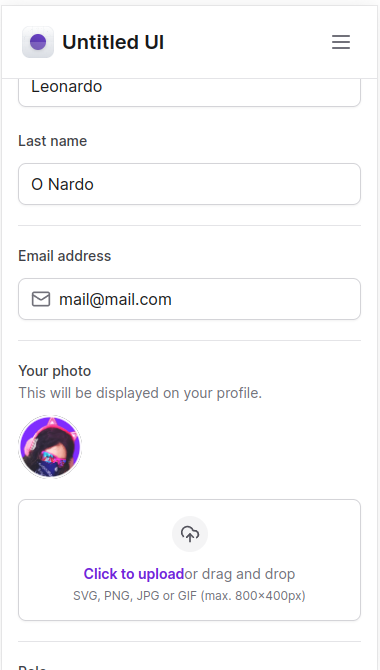 Untitled UI
Leonardo
Last name
O Nardo
Email address
mail@mail.com
Your photo
This will be displayed on your profile.
Click to uploador drag and drop
SVG, PNG, JPG or GIF (max. 800×400px)